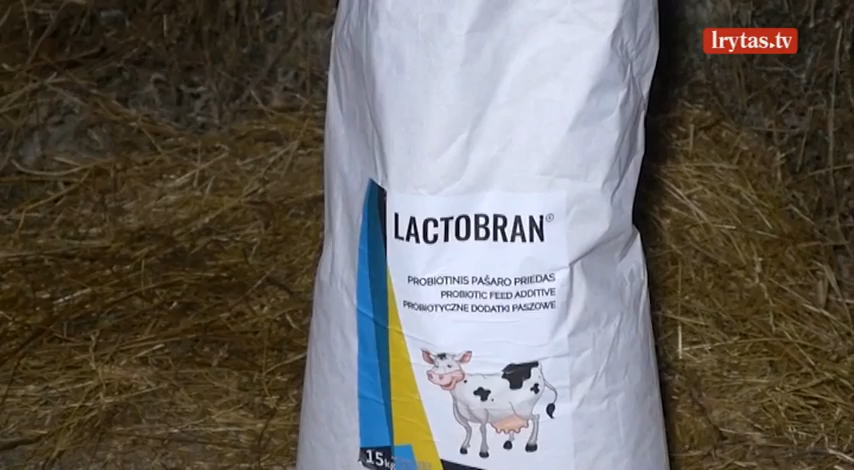 lrytas.tv
LACTOBRAN®
PROBIOTINIS PAŠARO PRIEDAS
PROBIOTIC FEED ADDITIVE
PROBIOTYCZNE DODATKI PASZOWE
15kg